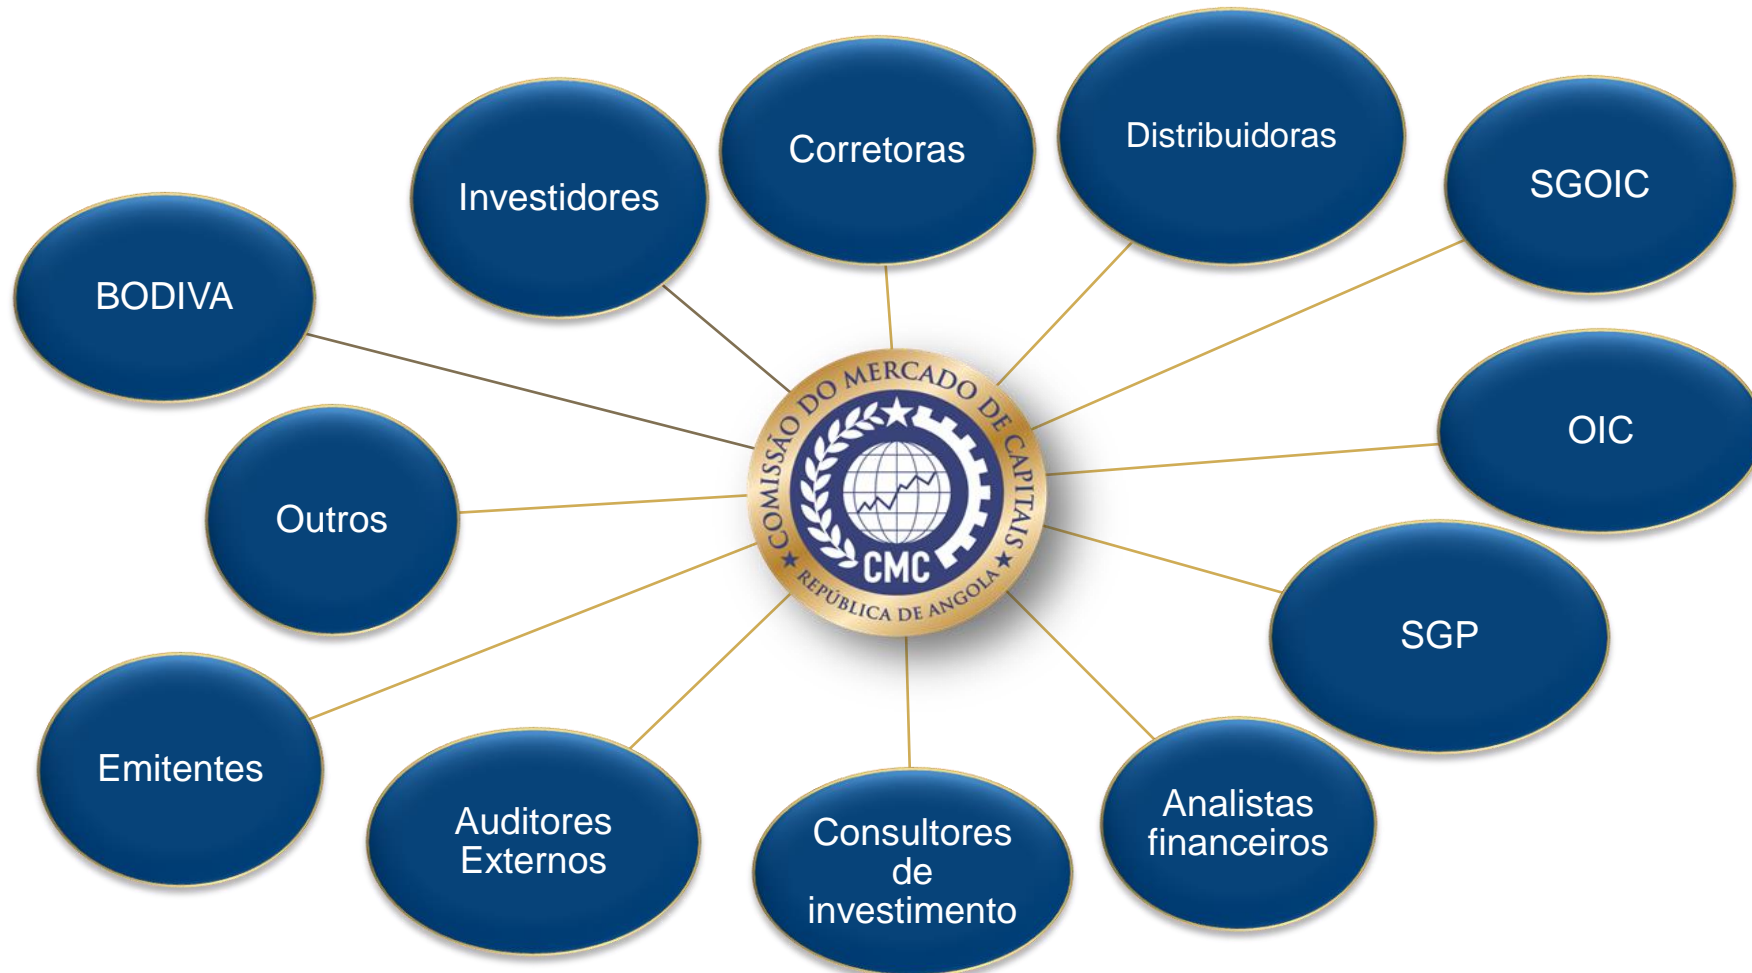 Corretoras
Distribuidoras
Investidores
SGOIC
BODIVA
OIC
Outros
SGP
Emitentes
Auditores
Externos
Consultores
de
investimento
Analistas
financeiros
COMISSÃO DO MERCADO DE CAPITAIS
CMC
REPÚBLICA DE ANGOLA